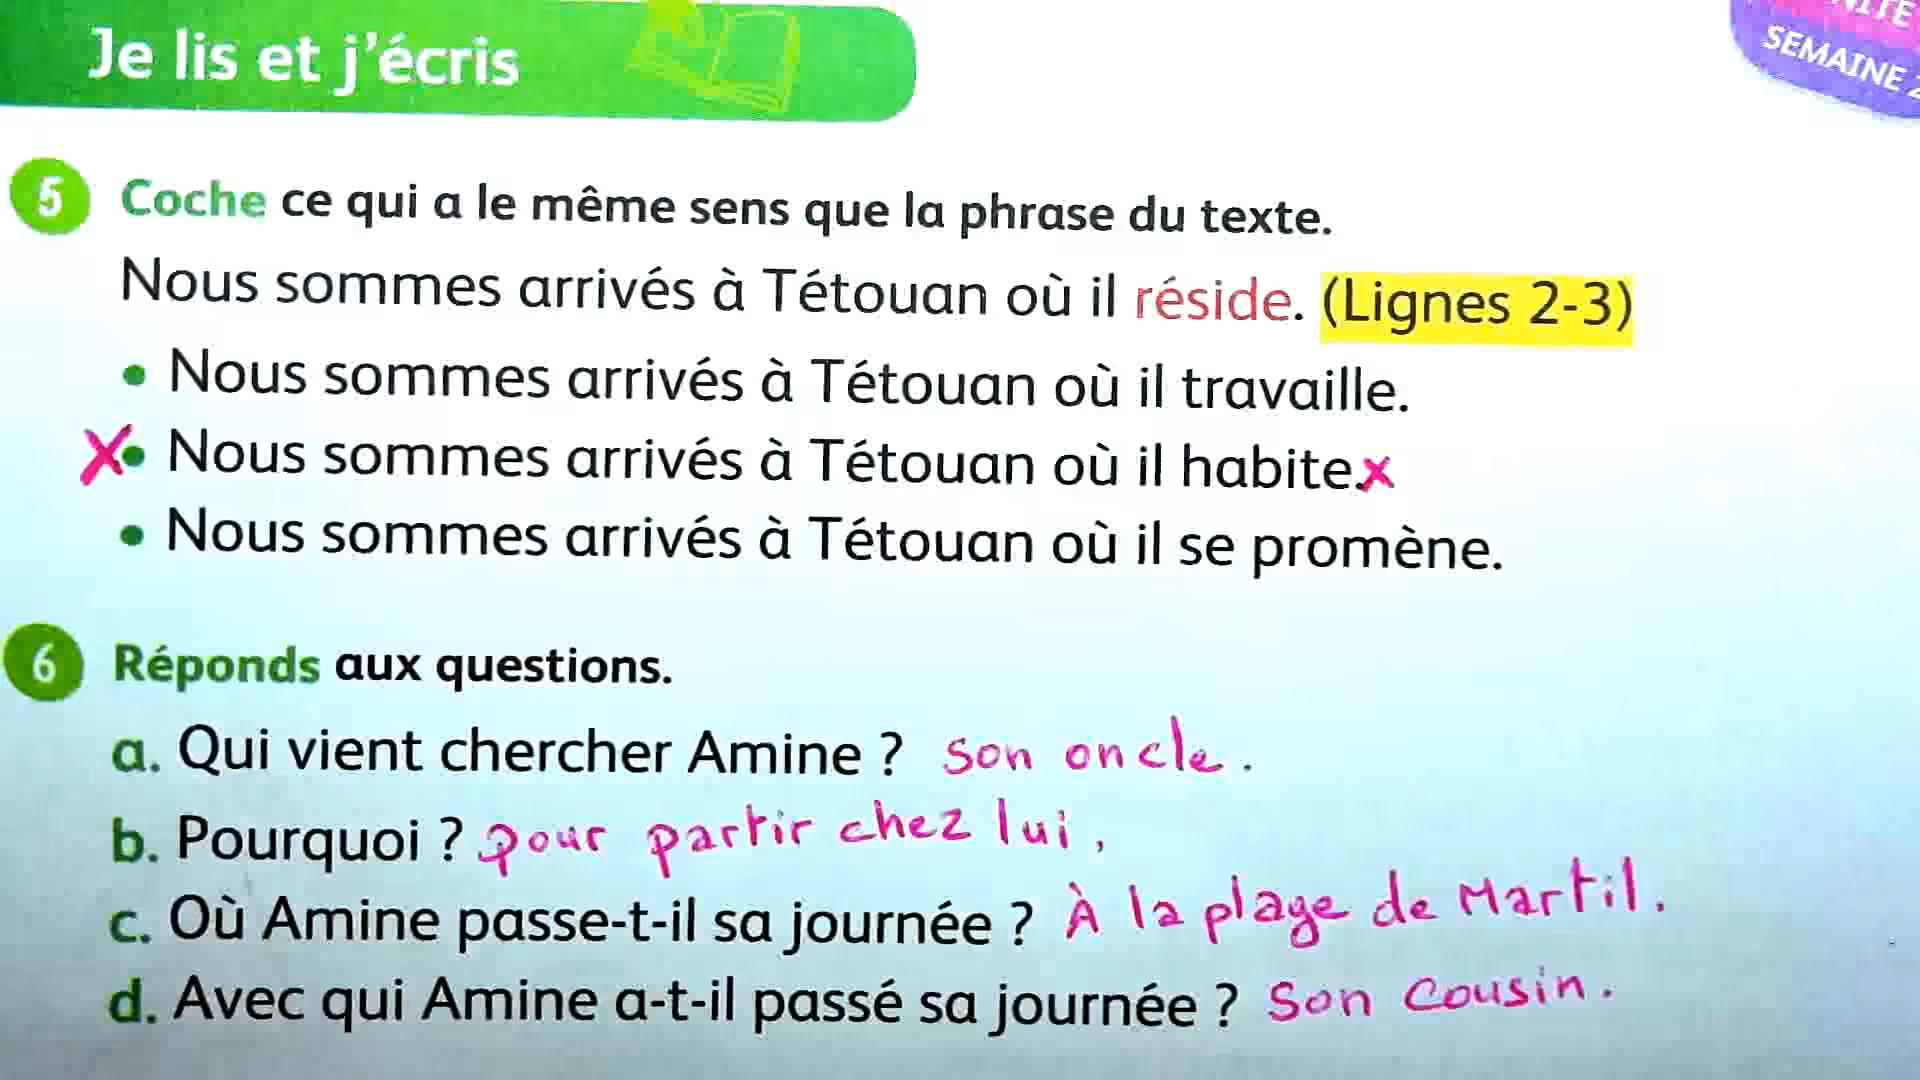 Je lis et j'écris
SEMAINE 2
5 Coche ce qui a le même sens que la phrase du texte.
Nous sommes arrivés à Tétouan où il réside. (Lignes 2-3)
• Nous sommes arrivés à Tétouan où il travaille.
X• Nous sommes arrivés à Tétouan où il habite.x
• Nous sommes arrivés à Tétouan où il se promène.
6 Réponds aux questions.
a. Qui vient chercher Amine ? Son oncle.
b. Pourquoi ? pour partir chez lui,
c. Où Amine passe-t-il sa journée ? À la plage de Martil.
d. Avec qui Amine a-t-il passé sa journée ? Son cousin.